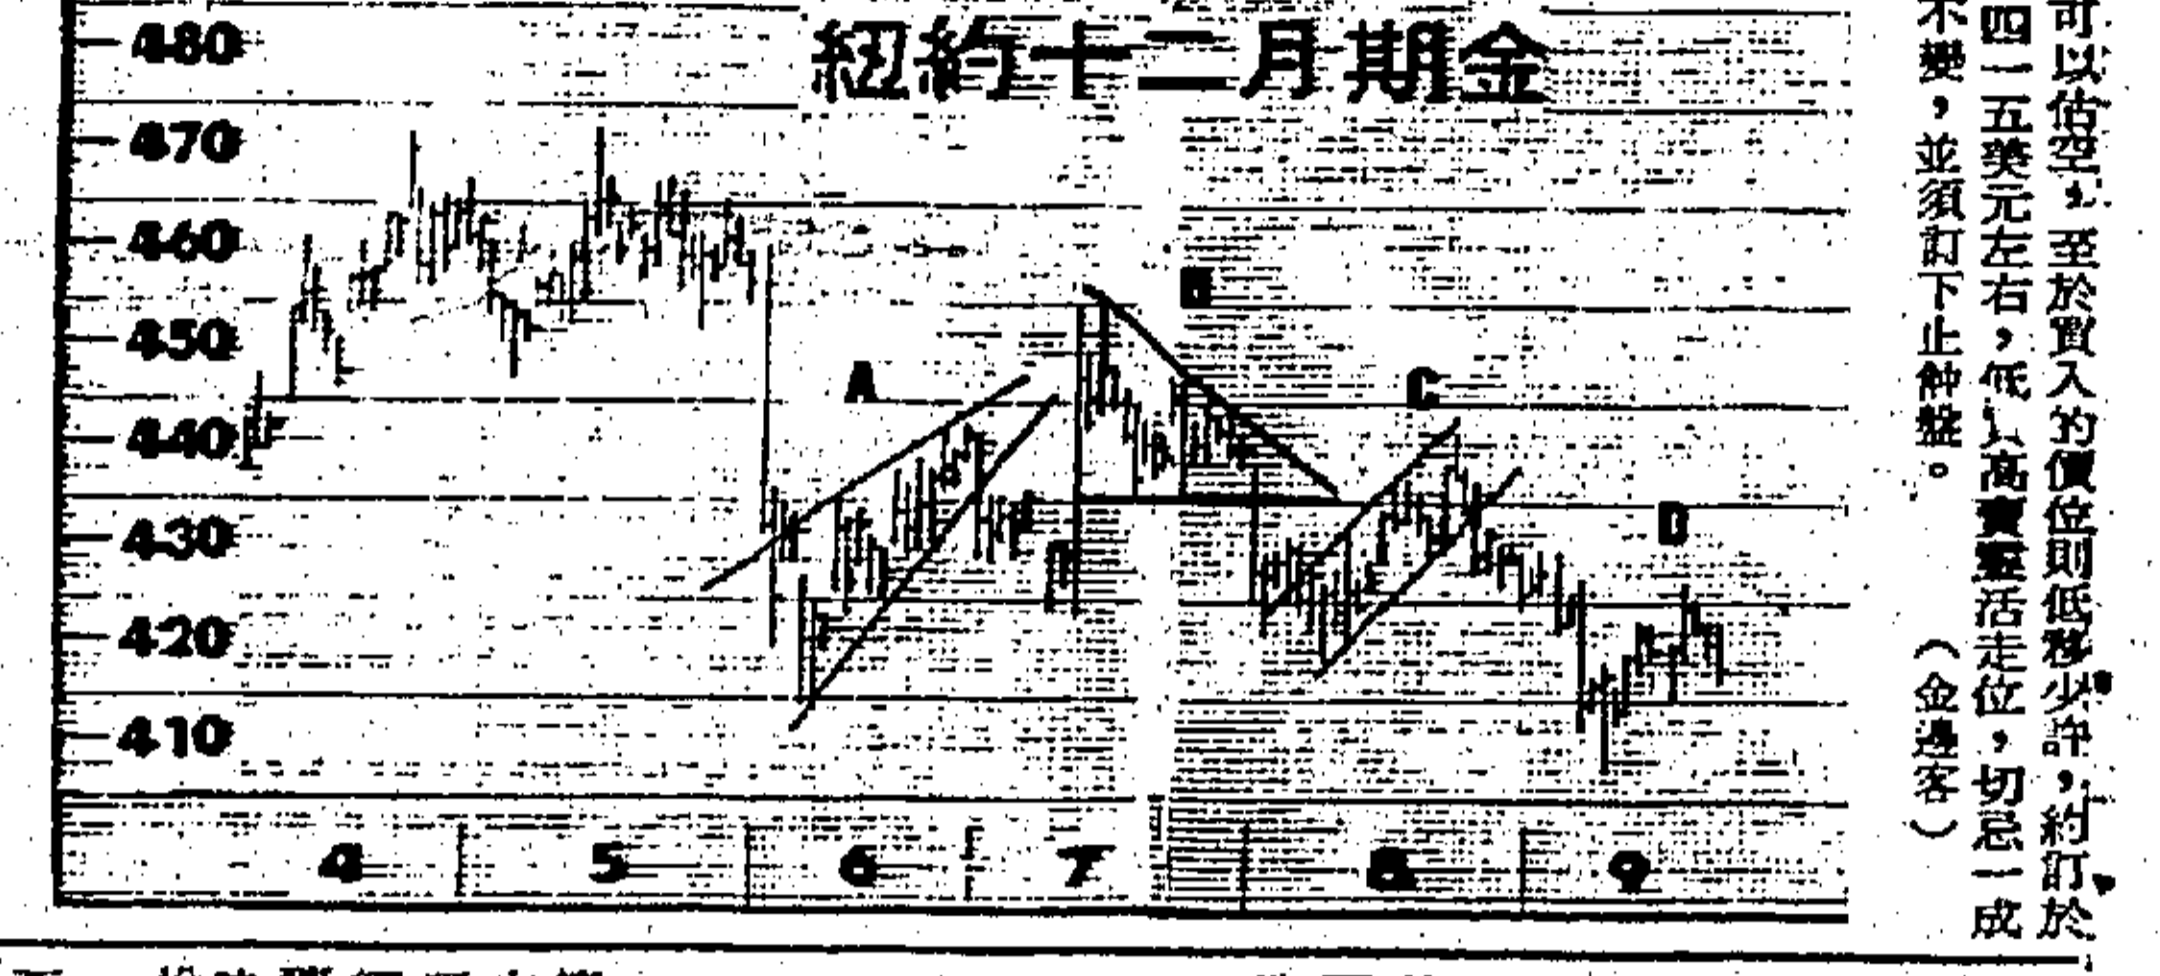 可以估空，至於買入的價位則低移少許，約訂於
四一五美元左右，低買高賣靈活走位，切忌一成
不變，並須訂下止蝕盤。（金邊客）
紐約十二月期金
480
470
460
450
440
430
420
410
A
B
C
D
4 5 6 7 8 9